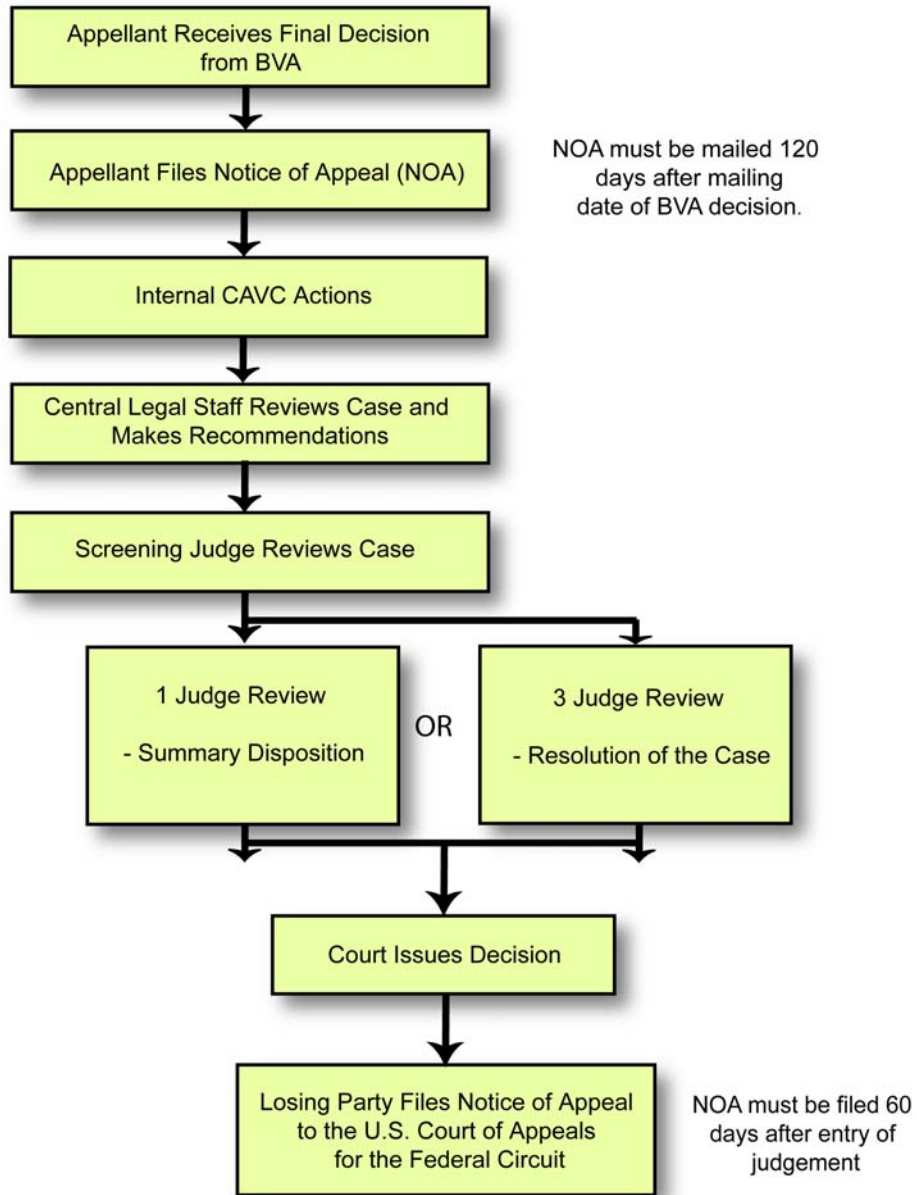 Appellant Receives Final Decision
from BVA
Appellant Files Notice of Appeal (NOA)
NOA must be mailed 120
days after mailing
date of BVA decision.
Internal CAVC Actions
Central Legal Staff Reviews Case and
Makes Recommendations
Screening Judge Reviews Case
1 Judge Review
- Summary Disposition
OR
3 Judge Review
- Resolution of the Case
Court Issues Decision
Losing Party Files Notice of Appeal
to the U.S. Court of Appeals
for the Federal Circuit
NOA must be filed 60
days after entry of
judgement